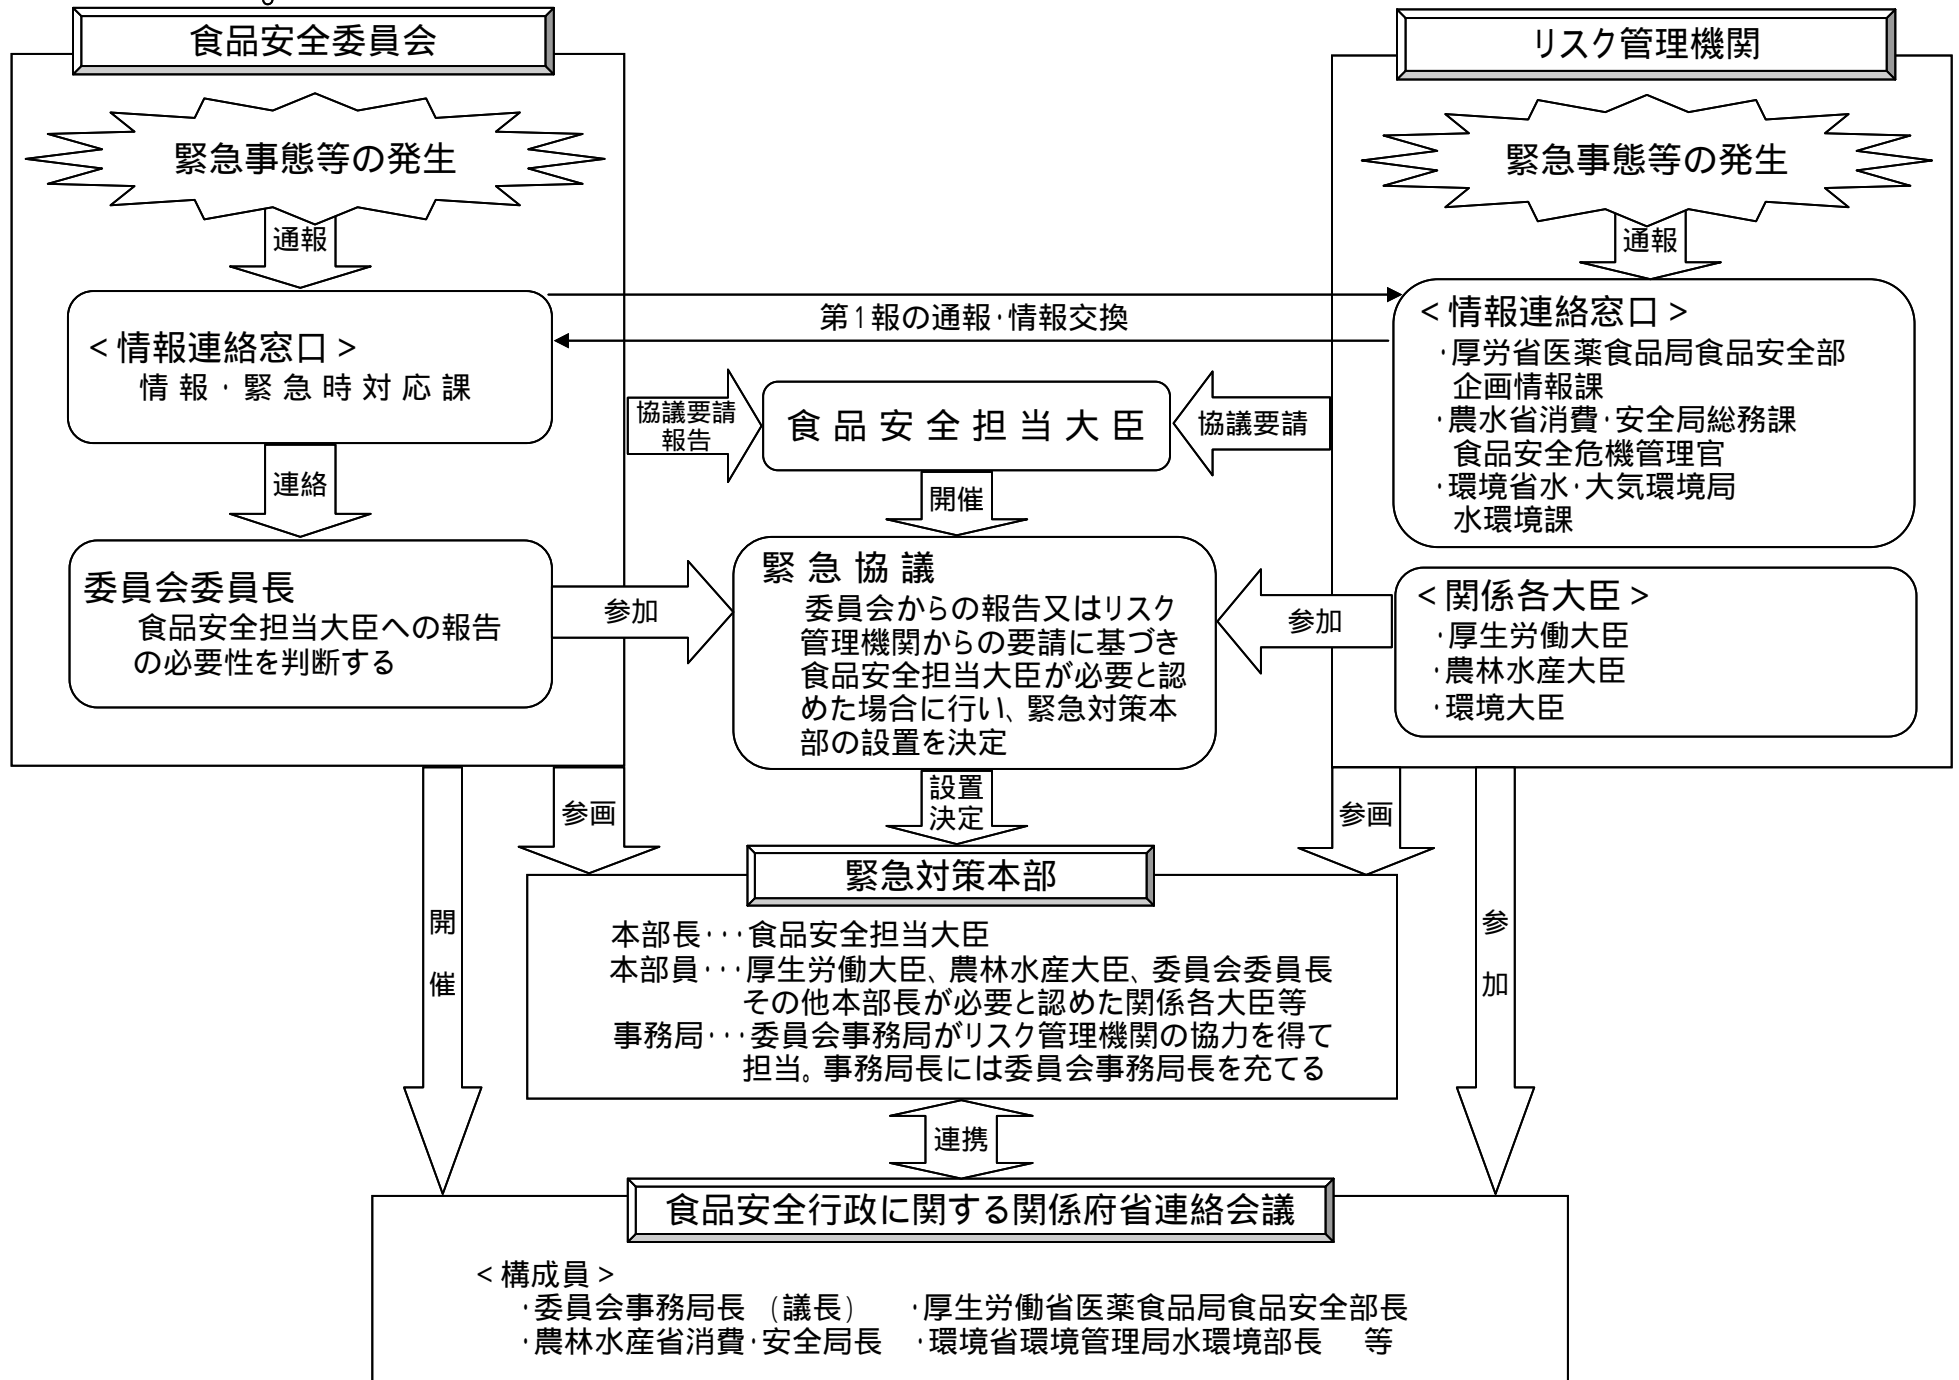 食品安全委員会
緊急事態等の発生
通報
＜情報連絡窓口＞
情報・緊急時対応課
連絡
委員会委員長
食品安全担当大臣への報告
の必要性を判断する
リスク管理機関
緊急事態等の発生
通報
＜情報連絡窓口＞
・厚労省医薬食品局食品安全部
企画情報課
・農水省消費・安全局総務課
食品安全危機管理官
・環境省水・大気環境局
水環境課
＜関係各大臣＞
・厚生労働大臣
・農林水産大臣
・環境大臣
第1報の通報・情報交換
協議要請
報告
食品安全担当大臣
協議要請
開催
参加
緊急協議
委員会からの報告又はリスク
管理機関からの要請に基づき
食品安全担当大臣が必要と認
めた場合に行い、緊急対策本
部の設置を決定
参加
参画
設置
決定
参画
開催
参加
緊急対策本部
本部長・・・食品安全担当大臣
本部員・・・厚生労働大臣、農林水産大臣、委員会委員長
その他本部長が必要と認めた関係各大臣等
事務局・・・委員会事務局がリスク管理機関の協力を得て
担当。事務局長には委員会事務局長を充てる
連携
食品安全行政に関する関係府省連絡会議
＜構成員＞
・委員会事務局長 （議長） ・厚生労働省医薬食品局食品安全部長
・農林水産省消費・安全局長 ・環境省環境管理局水環境部長 等